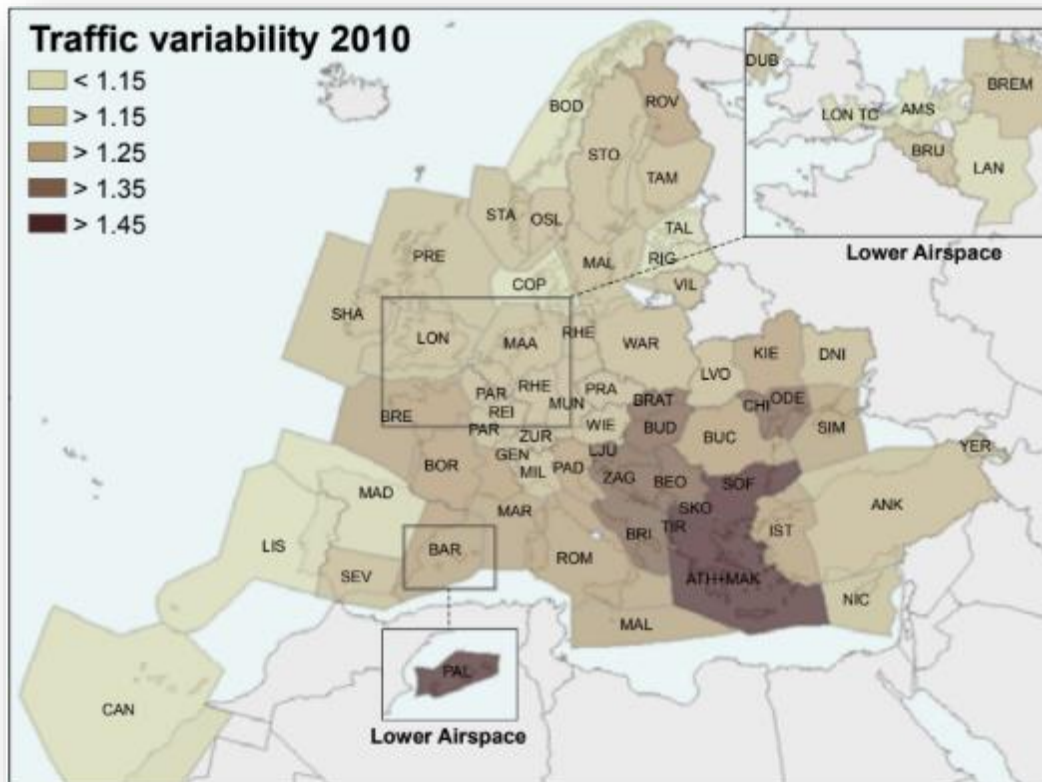 Traffic variability 2010
< 1.15
> 1.15
> 1.25
> 1.35
> 1.45
DUB
BREM
LON TC
AMS
BRU
LAN
Lower Airspace
BOD
ROV
STO
TAM
STA
OSL
TAL
PRE
MAL
RIG
COP
VIL
SHA
LON
MAA
RHE
WAR
KIE
DNI
LVO
PAR
RHE
PRA
BRE
REI
MUN
BRAT
CHI
ODE
PAR
ZUR
WIE
BUD
BUC
SIM
GEN
LJU
YER
BOR
MIL
PAD
ZAG
BEO
SOF
MAD
MAR
SKO
ANK
LIS
BAR
ROM
BRI
TIR
IST
SEV
ATH+MAK
NIC
MAL
PAL
CAN
Lower Airspace